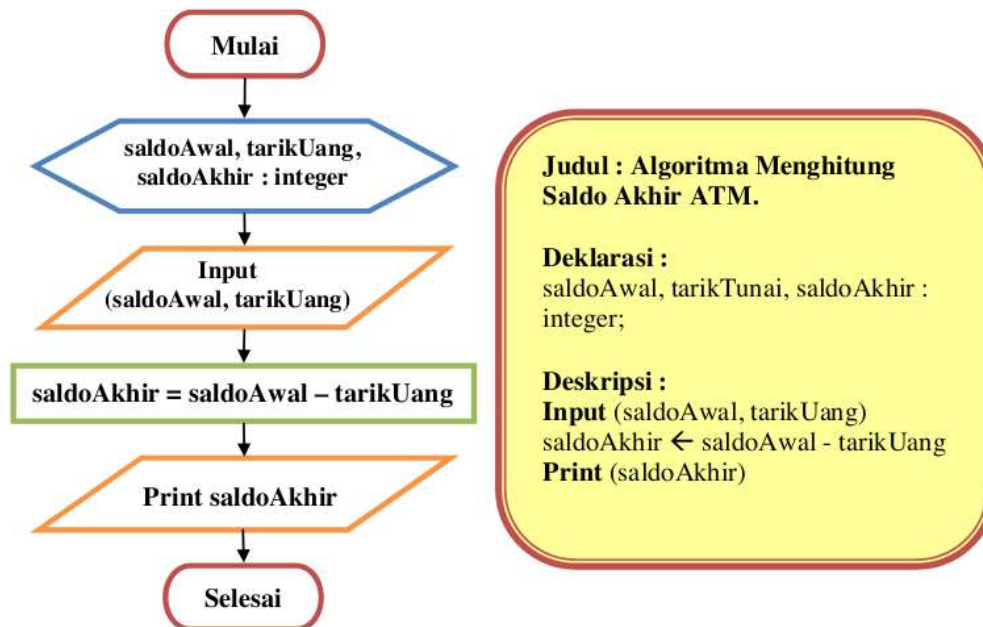 Mulai
saldoAwal, tarikUang,
saldoAkhir : integer
Input
(saldoAwal, tarikUang)
saldoAkhir = saldoAwal – tarikUang
Print saldoAkhir
Selesai
Judul : Algoritma Menghitung
Saldo Akhir ATM.
Deklarasi :
saldoAwal, tarikTunai, saldoAkhir :
integer;
Deskripsi :
Input (saldoAwal, tarikUang)
saldoAkhir ← saldoAwal - tarikUang
Print (saldoAkhir)